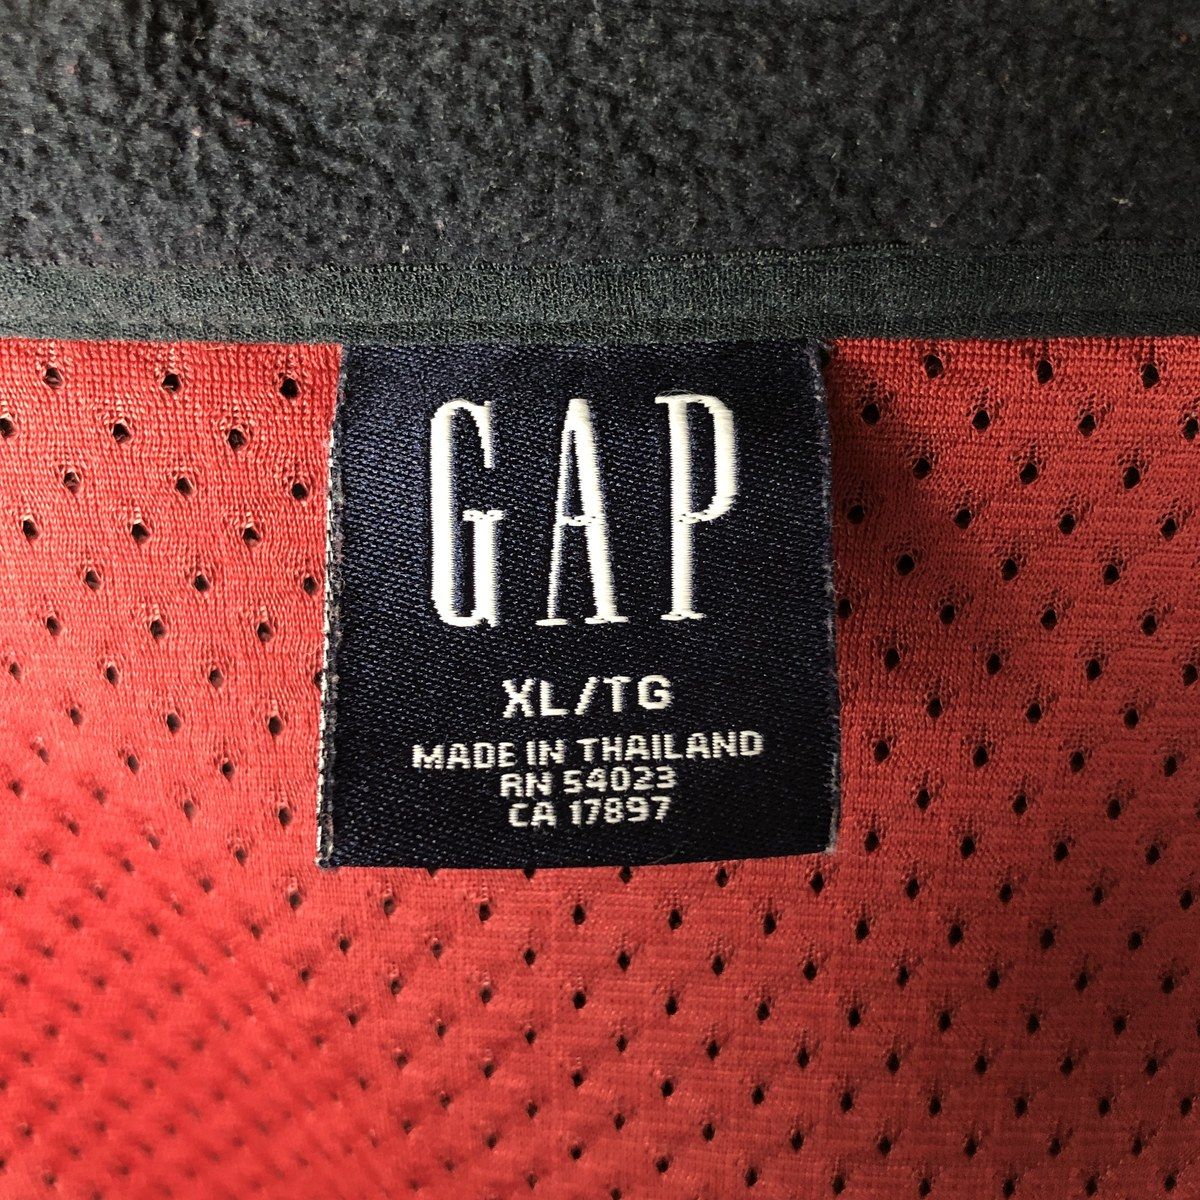 GAP
XL/TG
MADE IN THAILAND
RN 54023
CA 17897